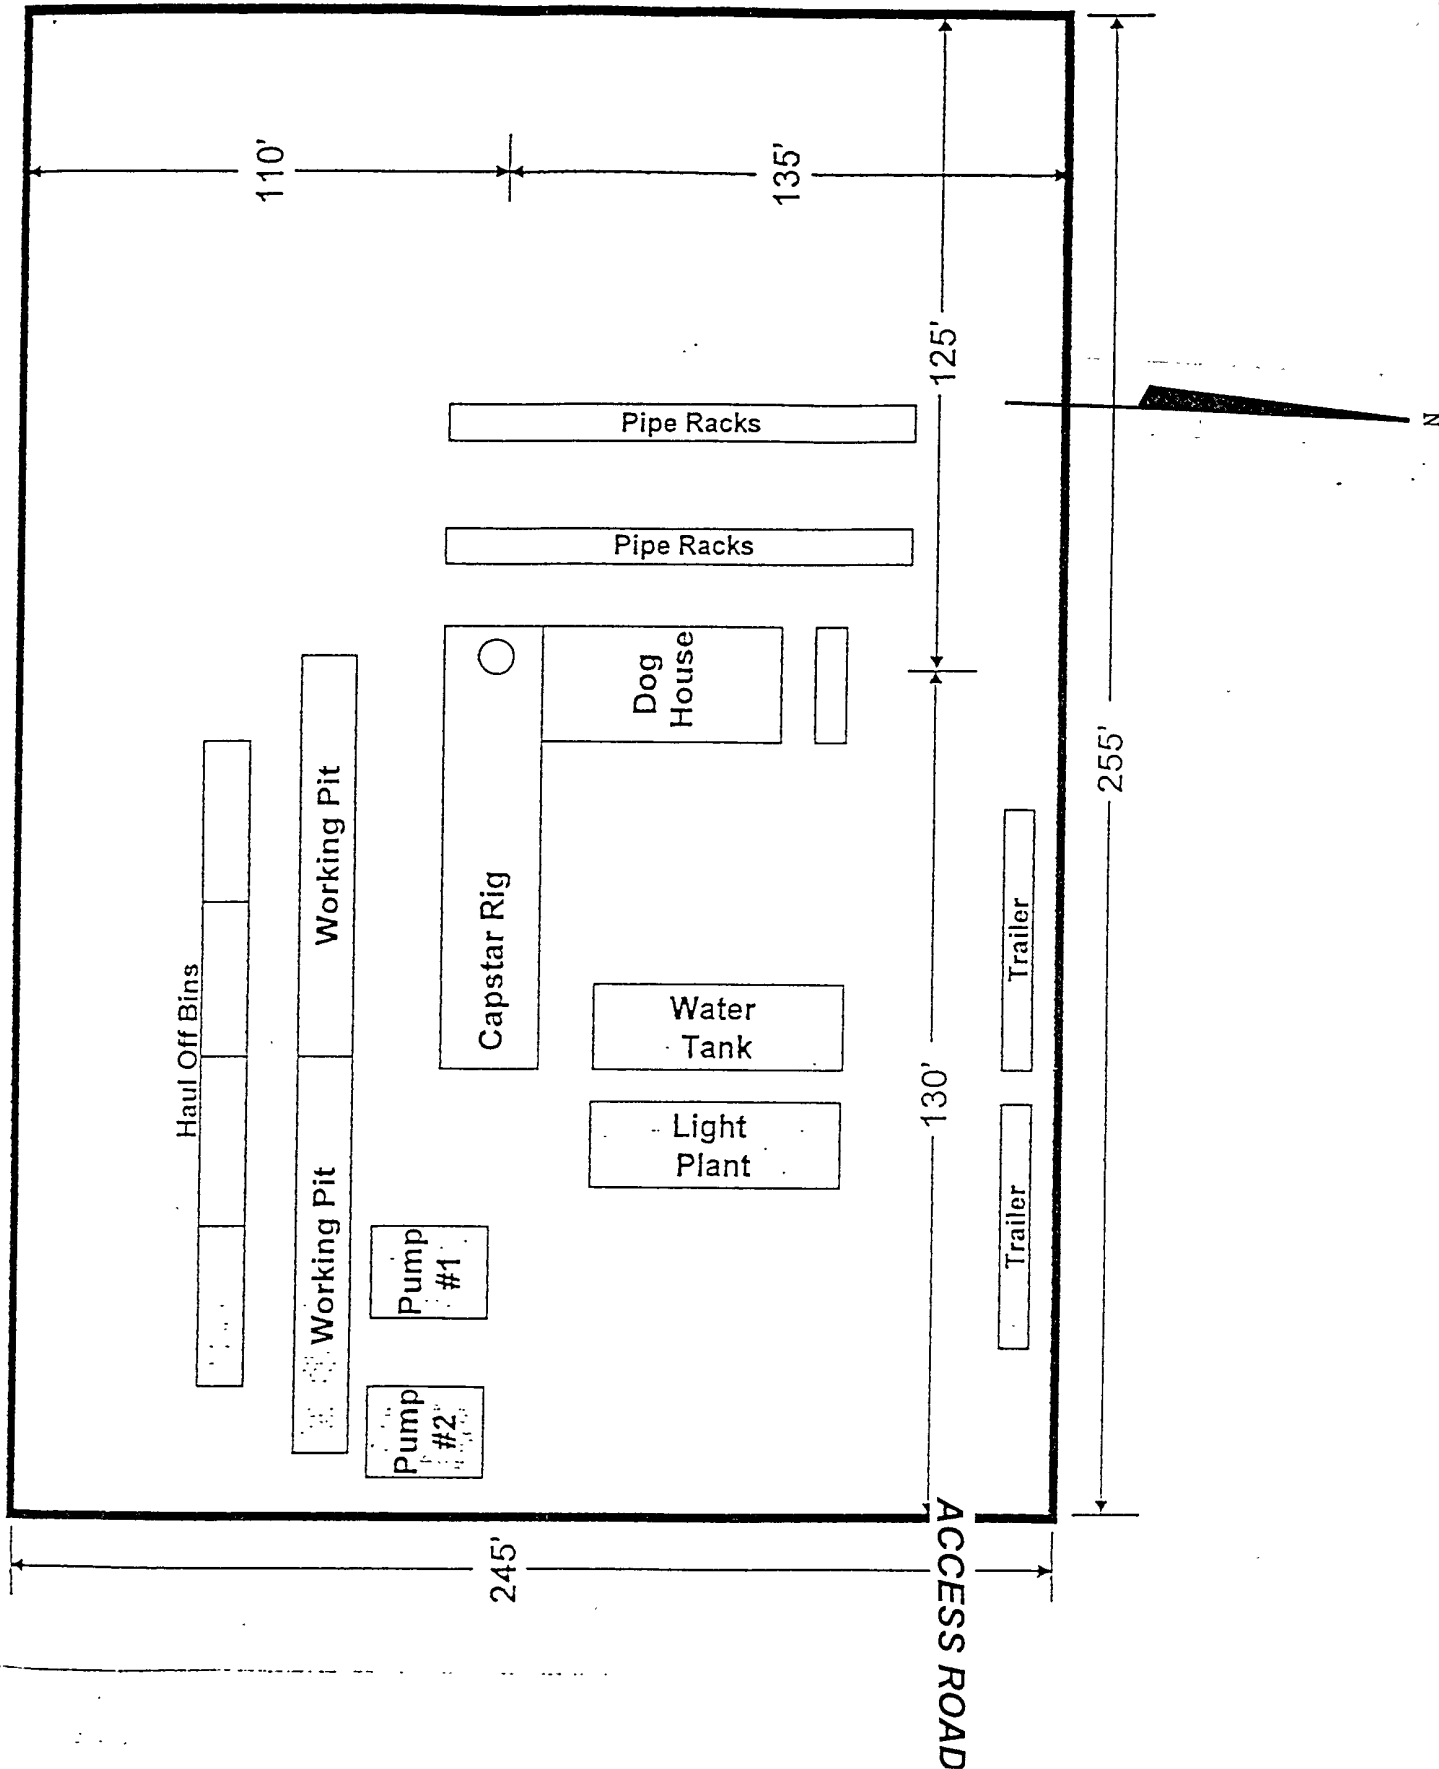 110'
135'
125'
Pipe Racks
N
Pipe Racks
Dog
House
255'
Working Pit
Capstar Rig
Trailer
Haul Off Bins
Water
Tank
130'
Light
Plant
Working Pit
Pump
#1
Trailer
Pump
#2
245'
ACCESS ROAD